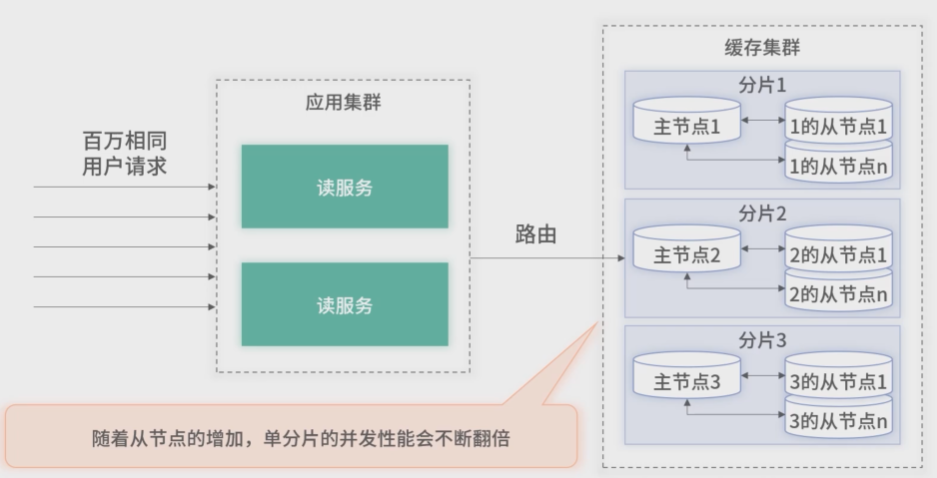 百万相同
用户请求
应用集群
读服务
读服务
路由
缓存集群
分片1
主节点1
1的从节点1
1的从节点n
分片2
主节点2
2的从节点1
2的从节点n
分片3
主节点3
3的从节点1
3的从节点n
随着从节点的增加，单分片的并发性能会不断翻倍